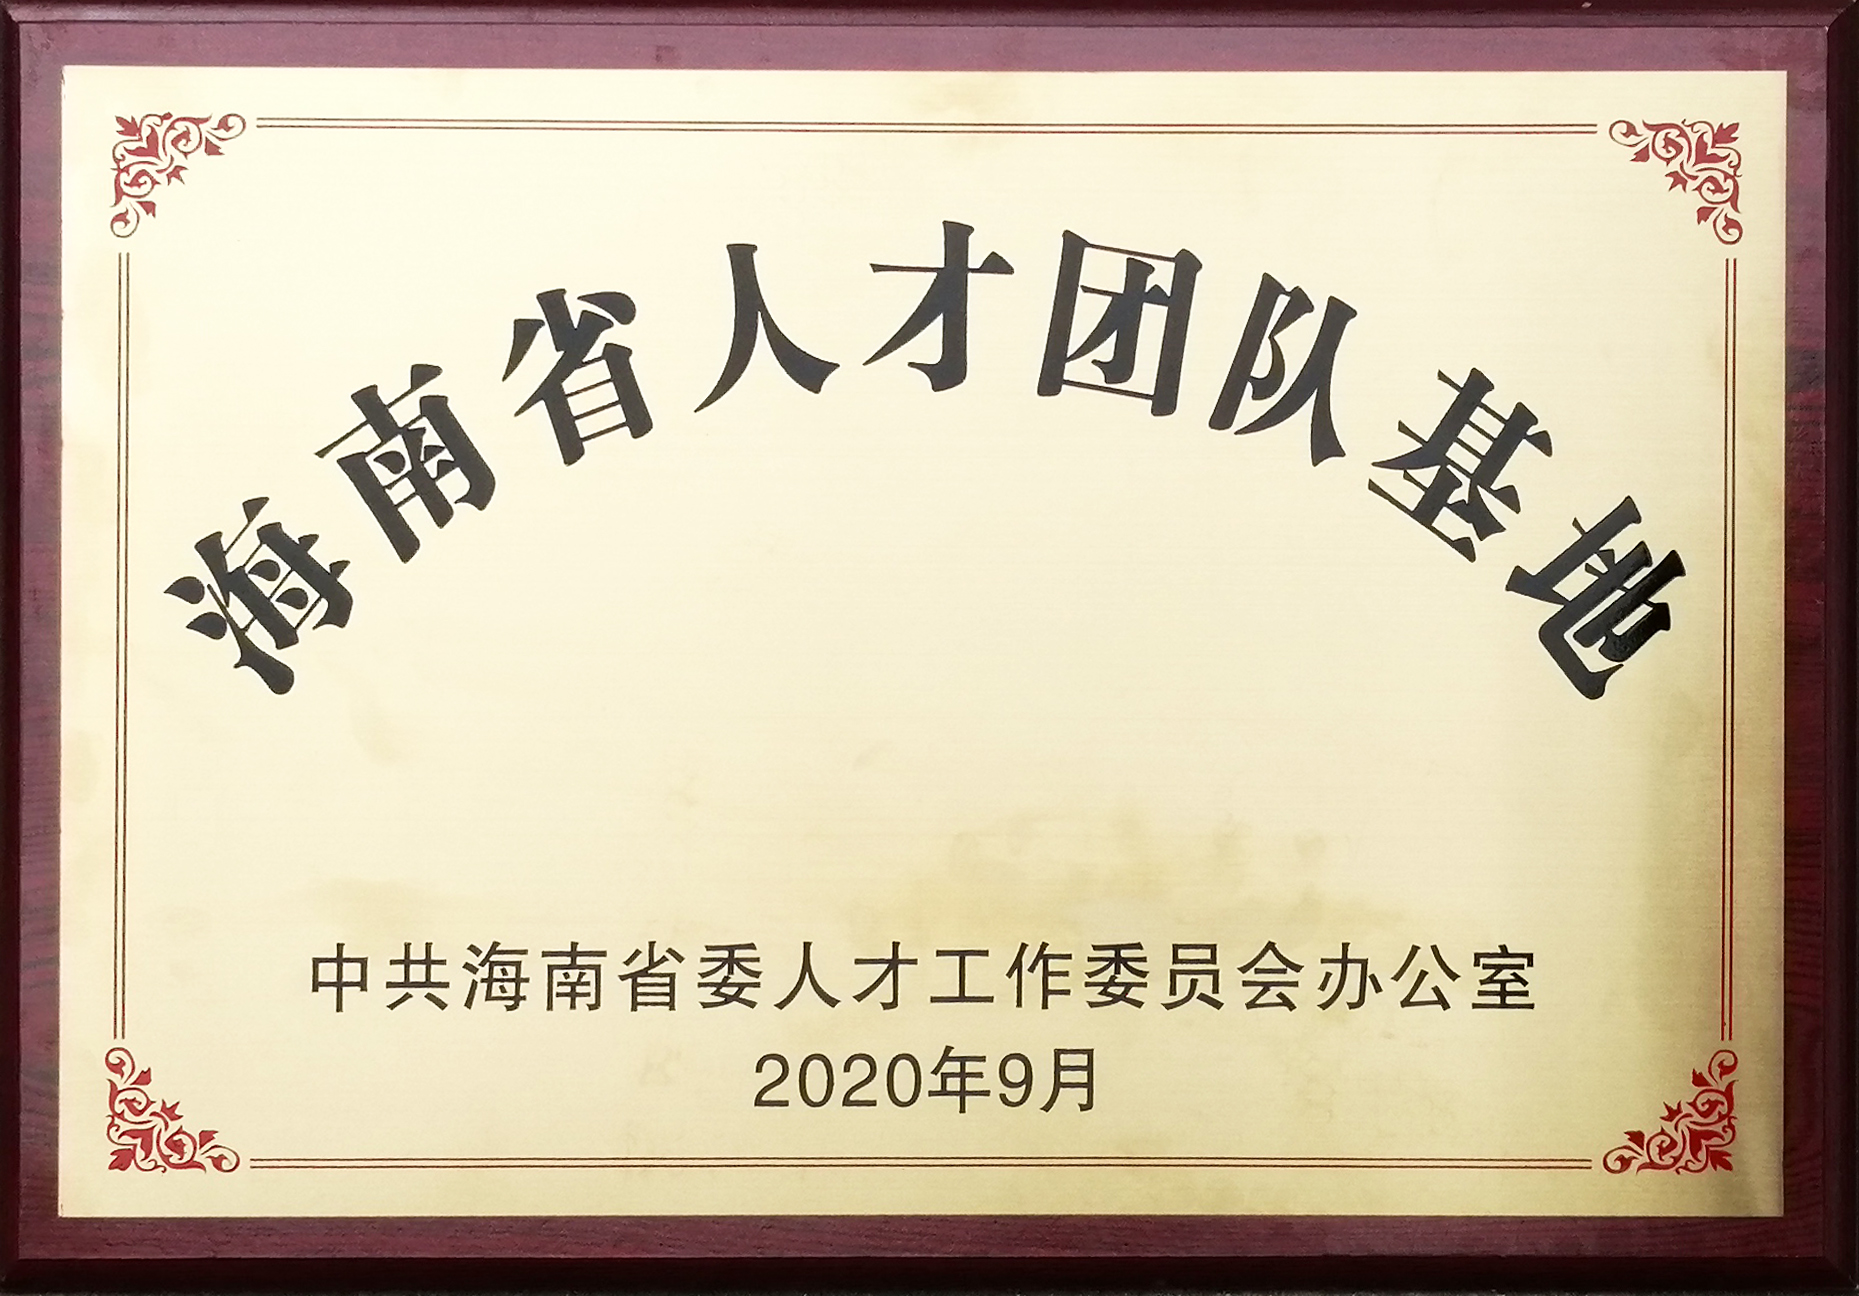 海南省人才团队基地
中共海南省委人才工作委员会办公室
2020年9月